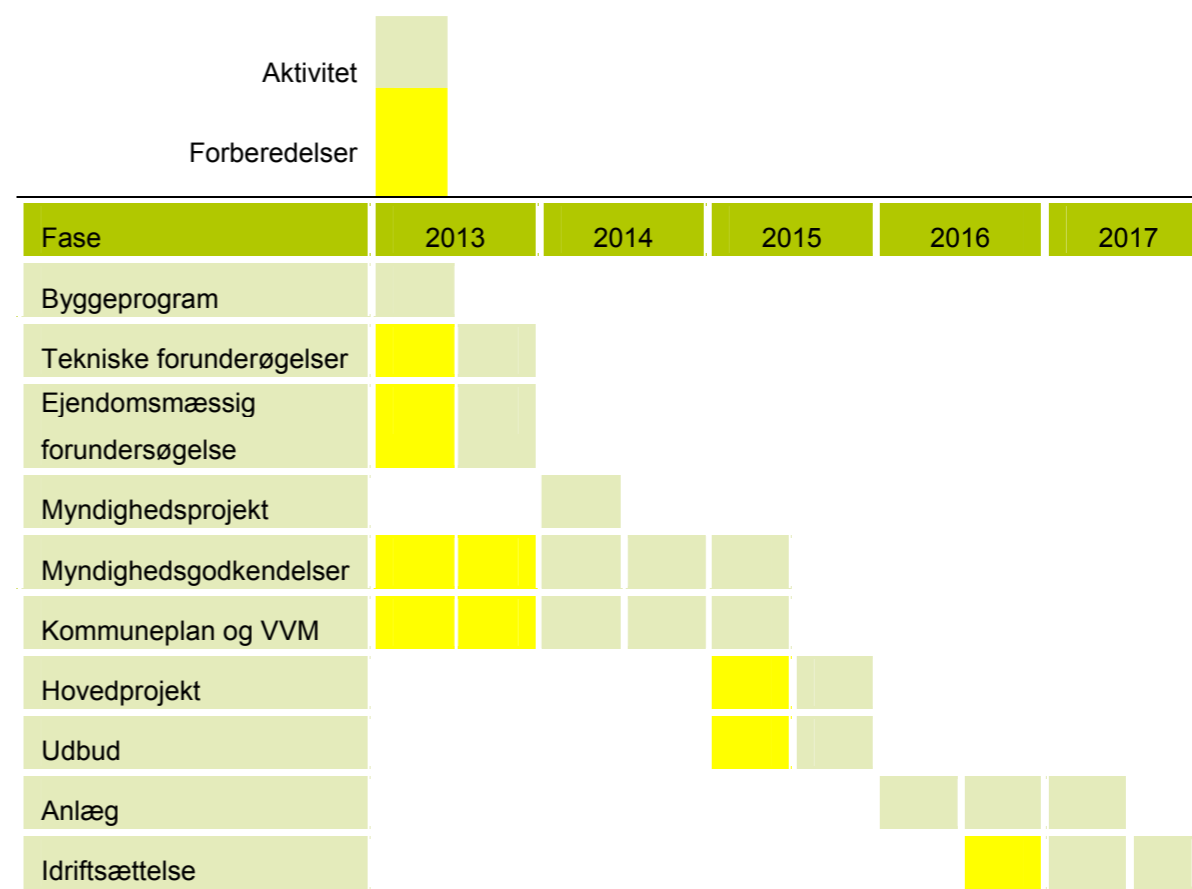 Aktivitet
Forberedelser
Fase 2013 2014 2015 2016 2017
Byggeprogram
Tekniske forunderøgelser
Ejendomsmæssig
forundersøgelse
Myndighedsprojekt
Myndighedsgodkendelser
Kommuneplan og VVM
Hovedprojekt
Udbud
Anlæg
Idriftsættelse